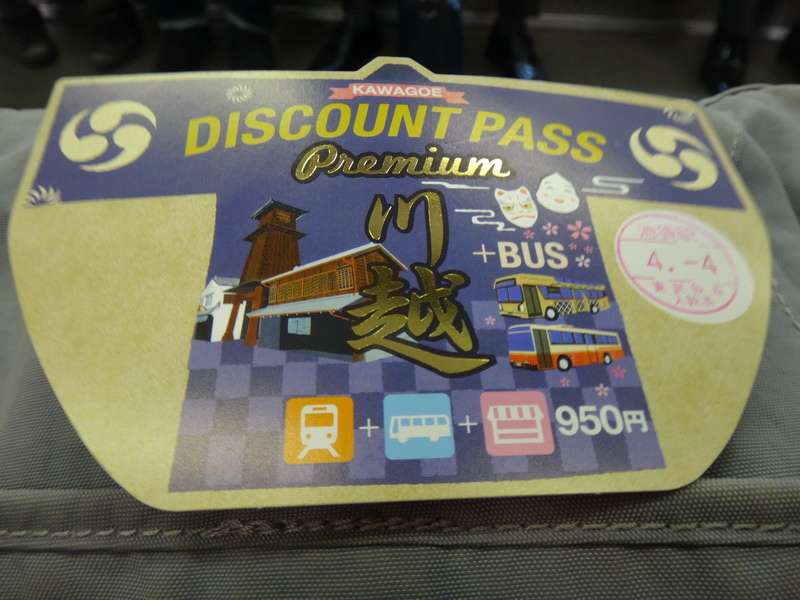 KAWAGOE
DISCOUNT PASS
Premium
川越
+BUS
4.-4
+
+
950円